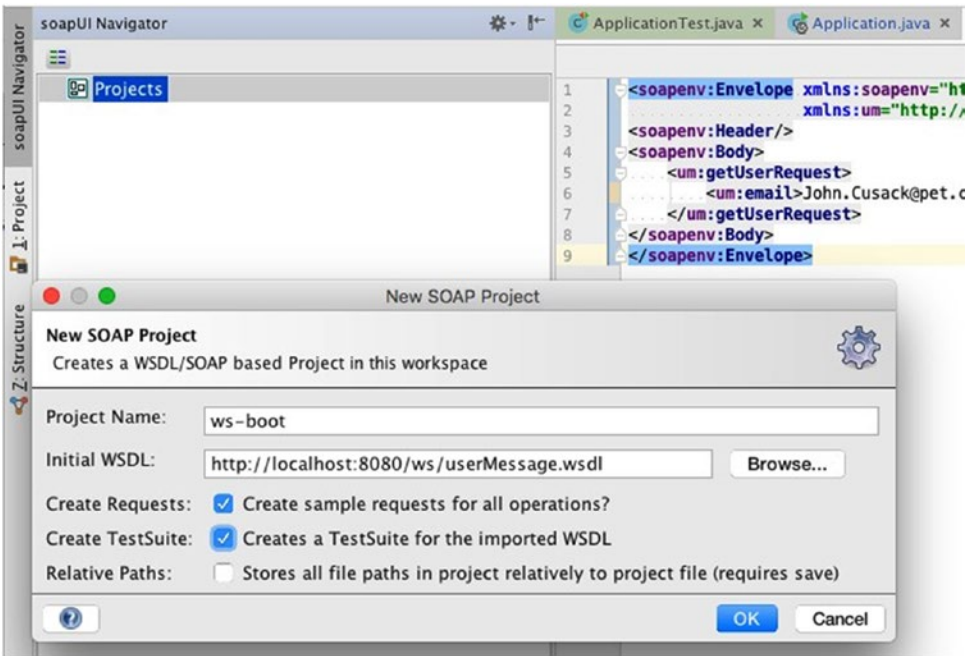 soapUI Navigator
ApplicationTest.java
Application.java
soapUI Navigator
1: Project
Z: Structure
Projects
1 <soapenv:Envelope xmlns:soapenv="ht
2 xmlns:um="http://
3 <soapenv:Header/>
4 <soapenv:Body>
5 <um:getUserRequest>
6 <um:email>John.Cusack@pet.c
7 </um:getUserRequest>
8 </soapenv:Body>
9 </soapenv:Envelope>
New SOAP Project
New SOAP Project
Creates a WSDL/SOAP based Project in this workspace
Project Name: ws-boot
Initial WSDL: http://localhost:8080/ws/userMessage.wsdl Browse...
Create Requests: Create sample requests for all operations?
Create TestSuite: Creates a TestSuite for the imported WSDL
Relative Paths: Stores all file paths in project relatively to project file (requires save)
? OK Cancel